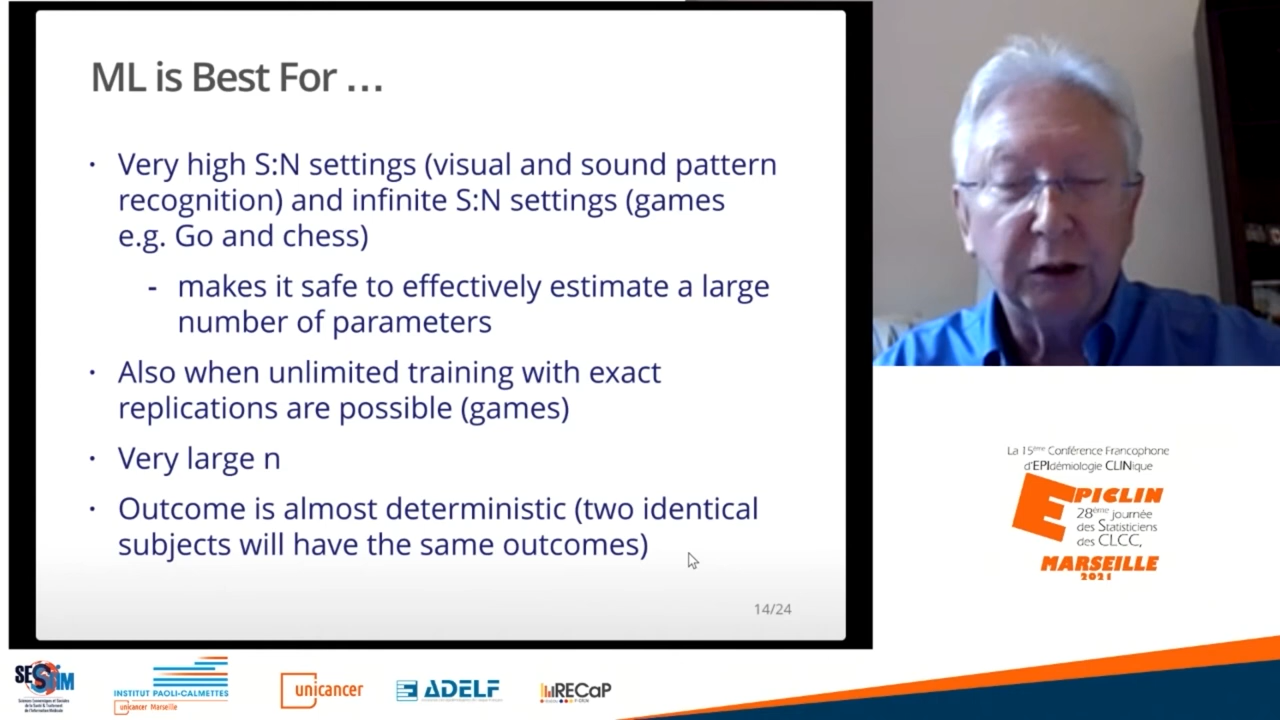 ML is Best For …
· Very high S:N settings (visual and sound pattern
recognition) and infinite S:N settings (games
e.g. Go and chess)
- makes it safe to effectively estimate a large
number of parameters
· Also when unlimited training with exact
replications are possible (games)
· Very large n
· Outcome is almost deterministic (two identical
subjects will have the same outcomes)
14/24
La 15ème Conférence Francophone
d'EPIdémiologie CLINique
EPICLIN
28ème journée
des Statisticiens
des CLCC,
MARSEILLE
2021
SESSTIM
INSTITUT PAOLI-CALMETTES
unicancer Marseille
unicancer
ADELF
RECaP